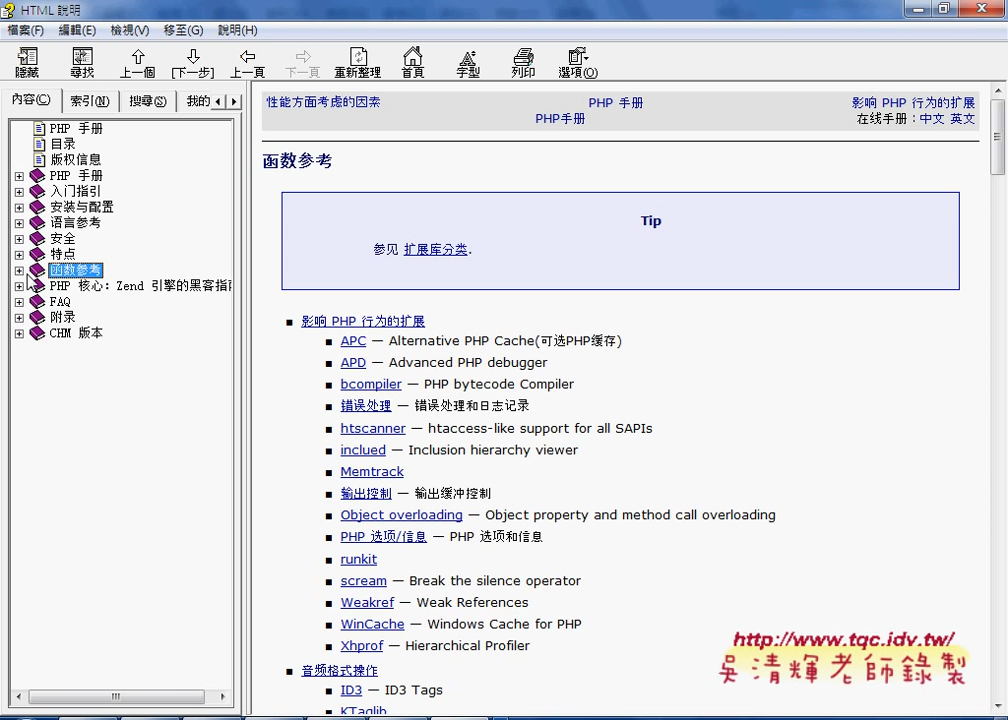 HTML 說明
檔案(F) 編輯(E) 檢視(V) 移至(G) 說明(H)
隱藏 尋找 上一個 [下一步] 上一頁 下一頁 重新整理 首頁 字型 列印 選項(O)
內容(C) 索引(N) 搜尋(S) 我的
PHP 手册
目录
版权信息
PHP 手册
入门指引
安装与配置
语言参考
安全
特点
函数参考
PHP 核心: Zend 引擎的黑客指
FAQ
附录
CHM 版本
性能方面考虑的因素 PHP 手册 影响 PHP 行为的扩展
PHP手册 在线手册：中文 英文
函数参考
Tip
参见 扩展库分类.
影响 PHP 行为的扩展
APC — Alternative PHP Cache(可选PHP缓存)
APD — Advanced PHP debugger
bcompiler — PHP bytecode Compiler
错误处理 — 错误处理和日志记录
htscanner — htaccess-like support for all SAPIs
inclued — Inclusion hierarchy viewer
Memtrack
输出控制 — 输出缓冲控制
Object overloading — Object property and method call overloading
PHP 选项/信息 — PHP 选项和信息
runkit
scream — Break the silence operator
Weakref — Weak References
WinCache — Windows Cache for PHP
Xhprof — Hierarchical Profiler
音频格式操作
ID3 — ID3 Tags
KTaglib
http://www.tqc.idv.tw/
吳清輝老師錄製